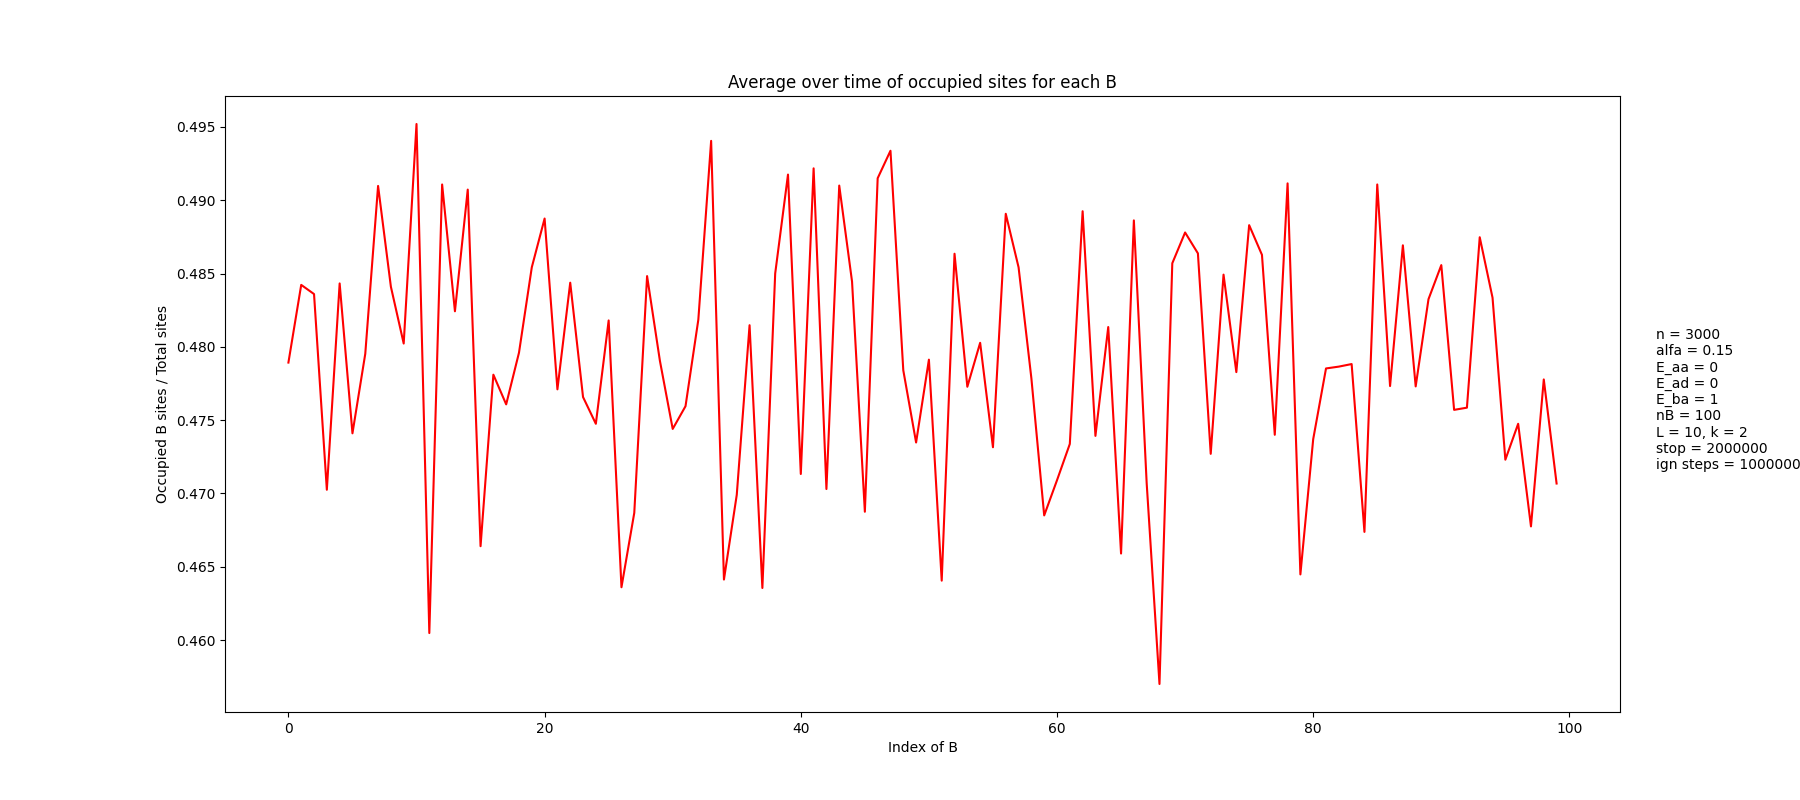 Average over time of occupied sites for each B
0.495
0.490
0.485
0.480
0.475
0.470
0.465
0.460
Occupied B sites / Total sites
0 20 40 60 80 100
Index of B
n = 3000
alfa = 0.15
E_aa = 0
E_ad = 0
E_ba = 1
nB = 100
L = 10, k = 2
stop = 2000000
ign steps = 1000000